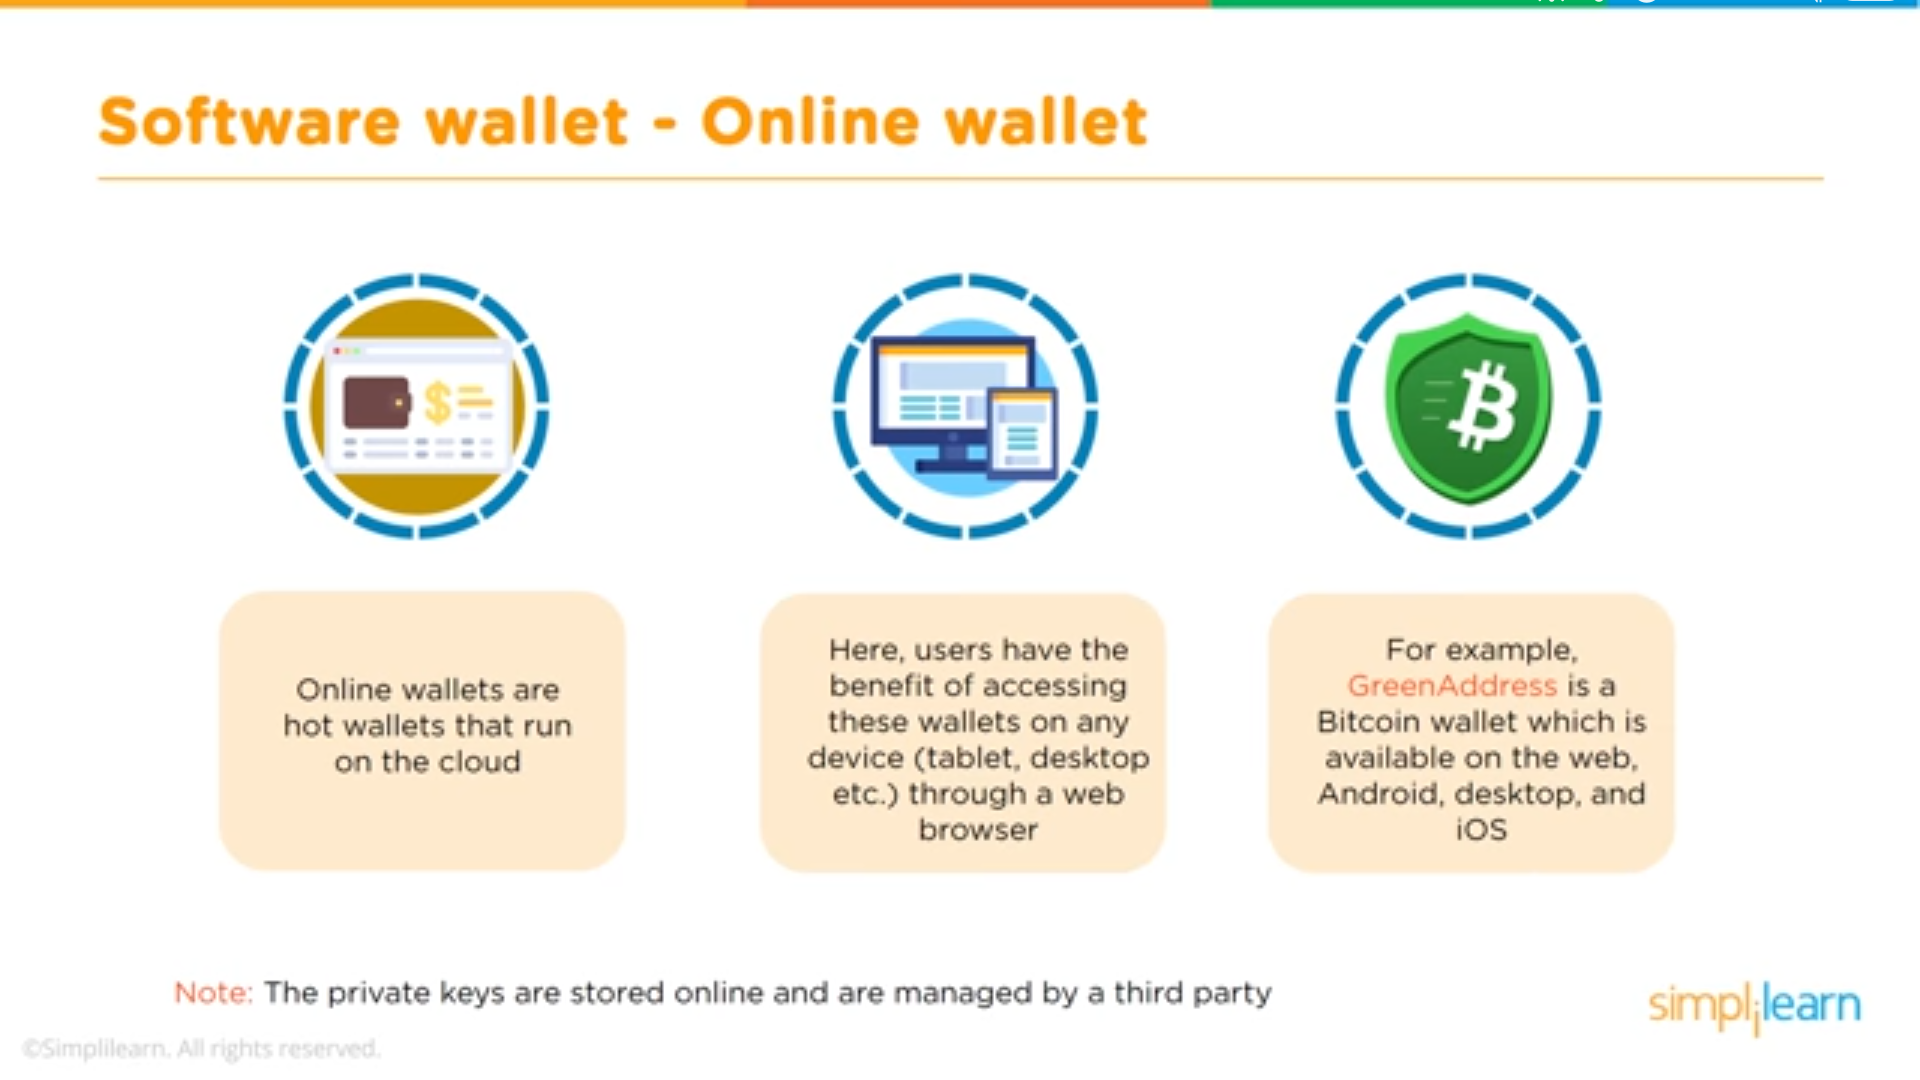 Software wallet - Online wallet
Online wallets are
hot wallets that run
on the cloud
Here, users have the
benefit of accessing
these wallets on any
device (tablet, desktop
etc.) through a web
browser
For example,
GreenAddress is a
Bitcoin wallet which is
available on the web,
Android, desktop, and
iOS
Note: The private keys are stored online and are managed by a third party
simplilearn
©Simplilearn. All rights reserved.